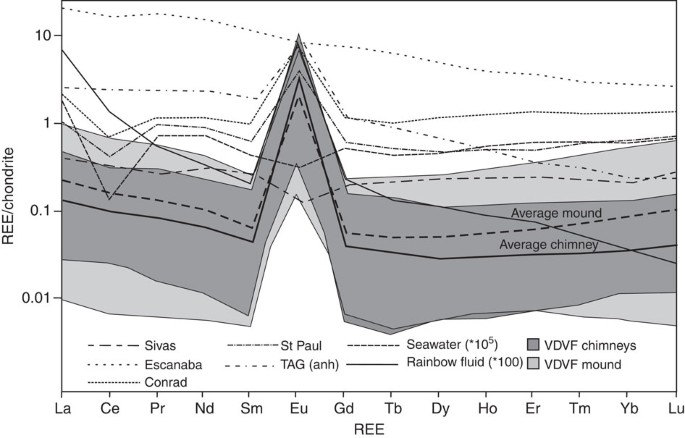 10
1
0.1
0.01
REE/chondrite
Average mound
Average chimney
Sivas
Escanaba
Conrad
St Paul
TAG (anh)
Seawater (*10⁵)
Rainbow fluid (*100)
VDVF chimneys
VDVF mound
La Ce Pr Nd Sm Eu Gd Tb Dy Ho Er Tm Yb Lu
REE